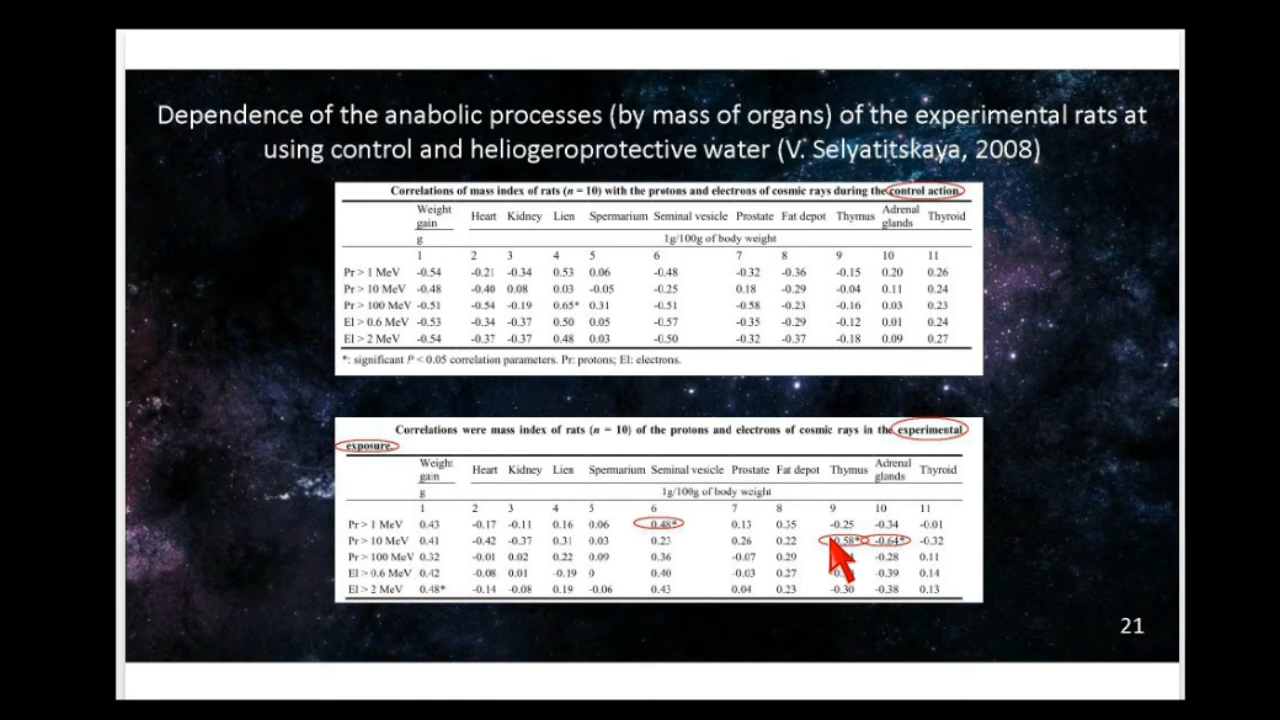 Dependence of the anabolic processes (by mass of organs) of the experimental rats at
using control and heliogeroprotective water (V. Selyatitskaya, 2008)
Correlations of mass index of rats (n = 10) with the protons and electrons of cosmic rays during the control action.
Weight gain Heart Kidney Lien Spermarium Seminal vesicle Prostate Fat depot Thymus Adrenal glands Thyroid
g 1g/100g of body weight
1 2 3 4 5 6 7 8 9 10 11
Pr > 1 MeV -0.54 -0.21 -0.34 0.53 0.06 -0.48 -0.32 -0.36 -0.15 0.20 0.26
Pr > 10 MeV -0.48 -0.40 0.08 0.03 -0.05 -0.25 0.18 -0.29 -0.04 0.11 0.24
Pr > 100 MeV -0.51 -0.54 -0.19 0.65* 0.31 -0.51 -0.58 -0.23 -0.16 0.03 0.23
El > 0.6 MeV -0.53 -0.34 -0.37 0.50 0.05 -0.57 -0.35 -0.29 -0.12 0.01 0.24
El > 2 MeV -0.54 -0.37 -0.37 0.48 0.03 -0.50 -0.32 -0.37 -0.18 0.09 0.27
*: significant P < 0.05 correlation parameters. Pr: protons; El: electrons.
Correlations were mass index of rats (n = 10) of the protons and electrons of cosmic rays in the experimental
exposure.
Weight gain Heart Kidney Lien Spermarium Seminal vesicle Prostate Fat depot Thymus Adrenal glands Thyroid
g 1g/100g of body weight
1 2 3 4 5 6 7 8 9 10 11
Pr > 1 MeV 0.43 -0.17 -0.11 0.16 0.06 0.48* 0.13 0.35 -0.25 -0.34 -0.01
Pr > 10 MeV 0.41 -0.42 -0.37 0.31 0.03 0.23 0.26 0.22 -0.64* -0.32
Pr > 100 MeV 0.32 -0.01 0.02 0.22 0.09 0.36 -0.07 0.29 -0.28 0.11
El > 0.6 MeV 0.42 -0.08 0.01 -0.19 0 0.40 -0.03 0.27 -0.39 0.14
El > 2 MeV 0.48* -0.14 -0.08 0.19 -0.06 0.43 0.04 0.23 -0.30 -0.38 0.13
21